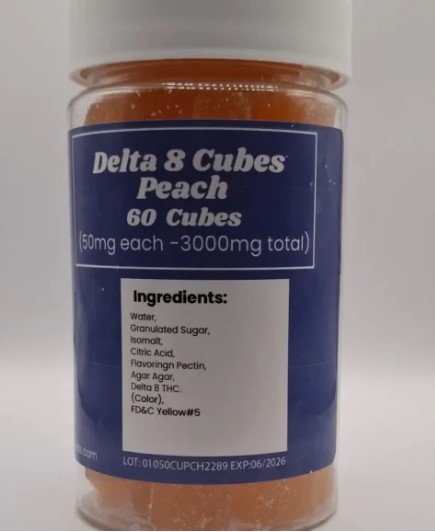 Delta 8 Cubes
Peach
60 Cubes
(50mg each -3000mg total)
Ingredients:
Water,
Granulated Sugar,
Isomalt,
Citric Acid,
Flavoringn Pectin,
Agar Agar,
Delta 8 THC.
(Color),
FD&C Yellow#5
.com
LOT: 01050CUPCH2289 EXP:06/2026